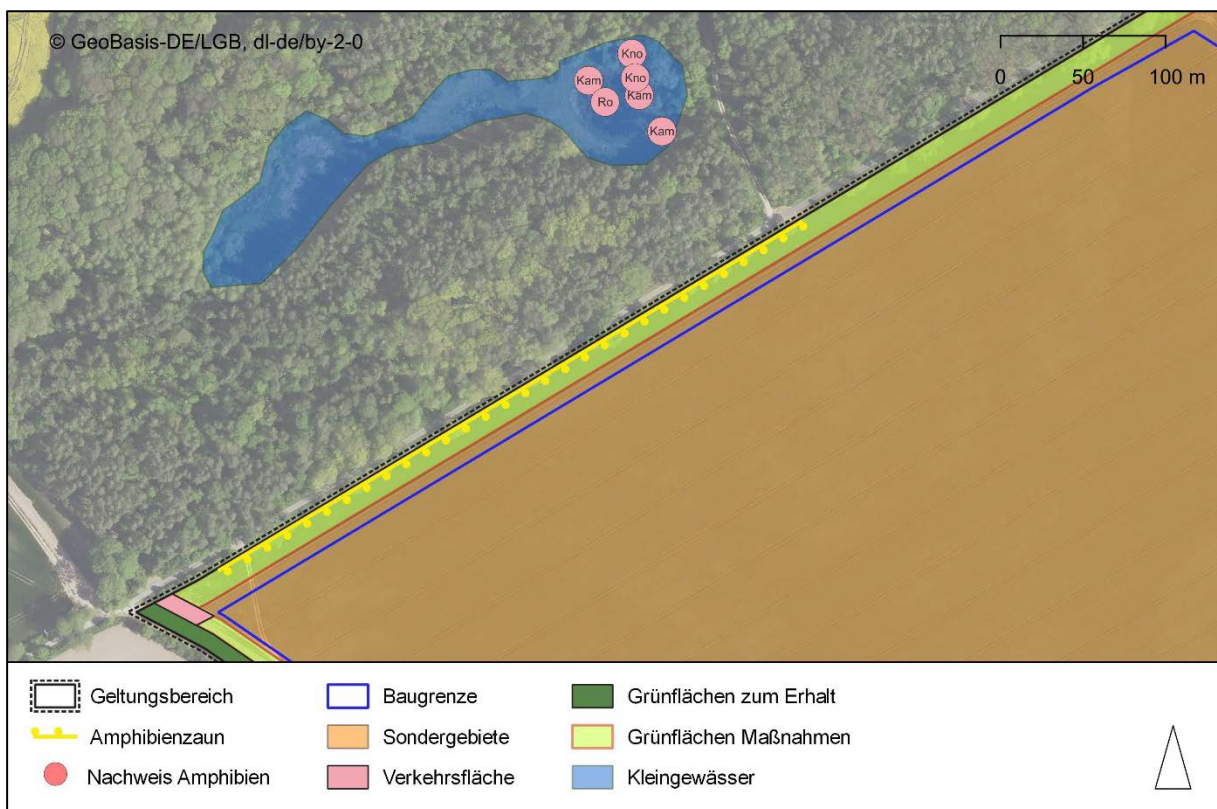 © GeoBasis-DE/LGB, dl-de/by-2-0
0 50 100 m
Kno
Kam
Kno
Kam
Ro
Kam
Geltungsbereich
Baugrenze
Grünflächen zum Erhalt
Amphibienzaun
Sondergebiete
Grünflächen Maßnahmen
Nachweis Amphibien
Verkehrsfläche
Kleingewässer